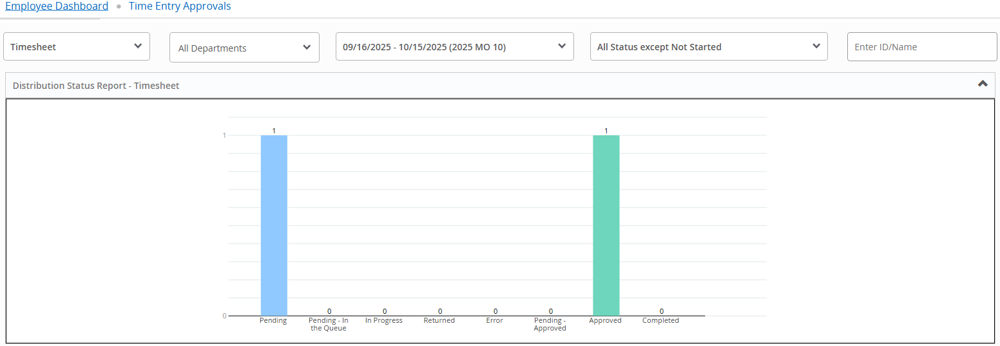 Employee Dashboard • Time Entry Approvals
Timesheet
All Departments
09/16/2025 - 10/15/2025 (2025 MO 10)
All Status except Not Started
Enter ID/Name
Distribution Status Report - Timesheet
1
0
1
0
0
0
0
0
1
0
Pending
Pending - In
the Queue
In Progress
Returned
Error
Pending -
Approved
Approved
Completed